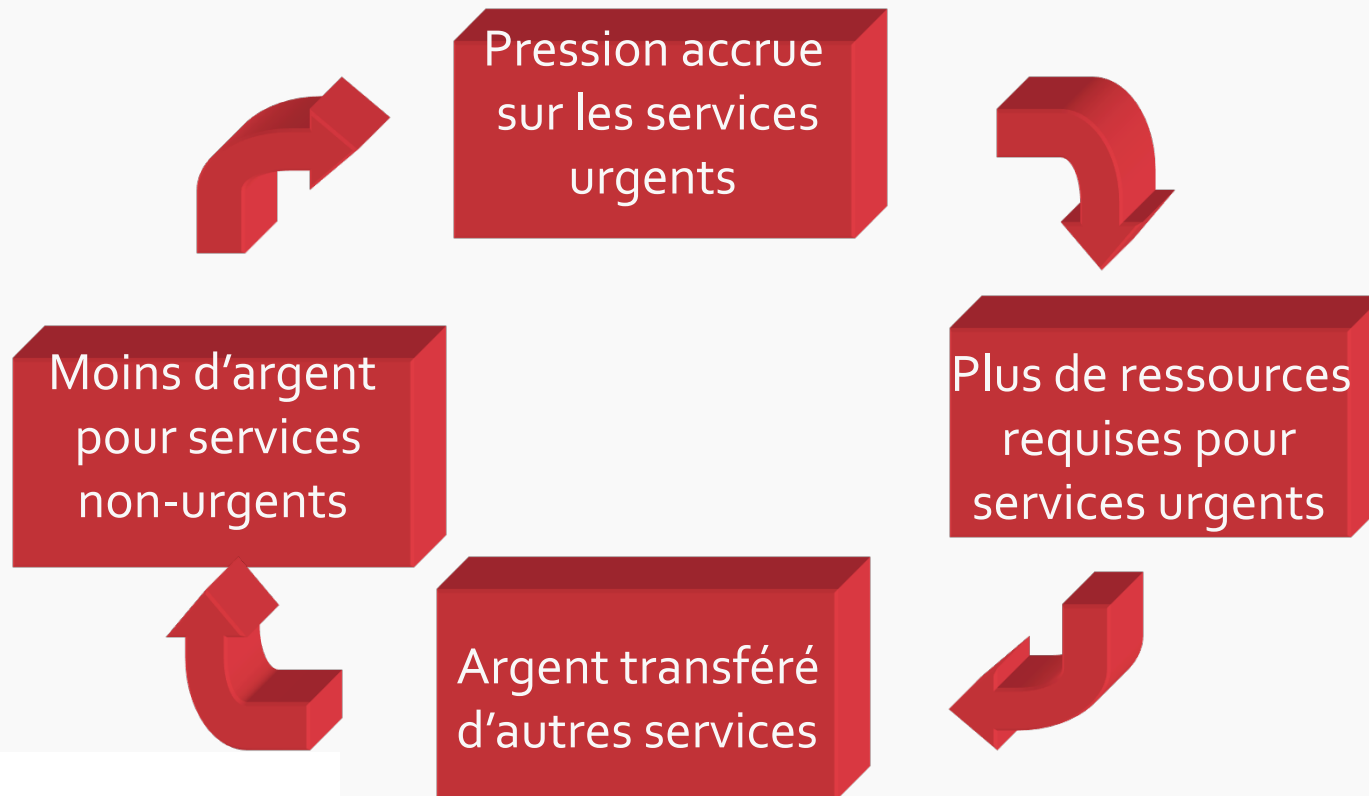 Pression accrue
sur les services
urgents
Plus de ressources
requises pour
services urgents
Argent transféré
d’autres services
Moins d’argent
pour services
non-urgents